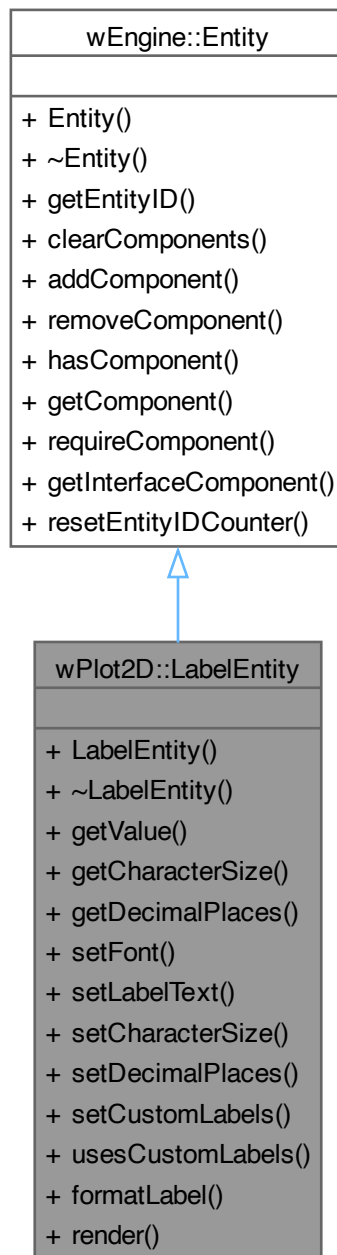 wEngine::Entity
+ Entity()
+ ~Entity()
+ getEntityID()
+ clearComponents()
+ addComponent()
+ removeComponent()
+ hasComponent()
+ getComponent()
+ requireComponent()
+ getInterfaceComponent()
+ resetEntityIDCounter()
wPlot2D::LabelEntity
+ LabelEntity()
+ ~LabelEntity()
+ getValue()
+ getCharacterSize()
+ getDecimalPlaces()
+ setFont()
+ setLabelText()
+ setCharacterSize()
+ setDecimalPlaces()
+ setCustomLabels()
+ usesCustomLabels()
+ formatLabel()
+ render()